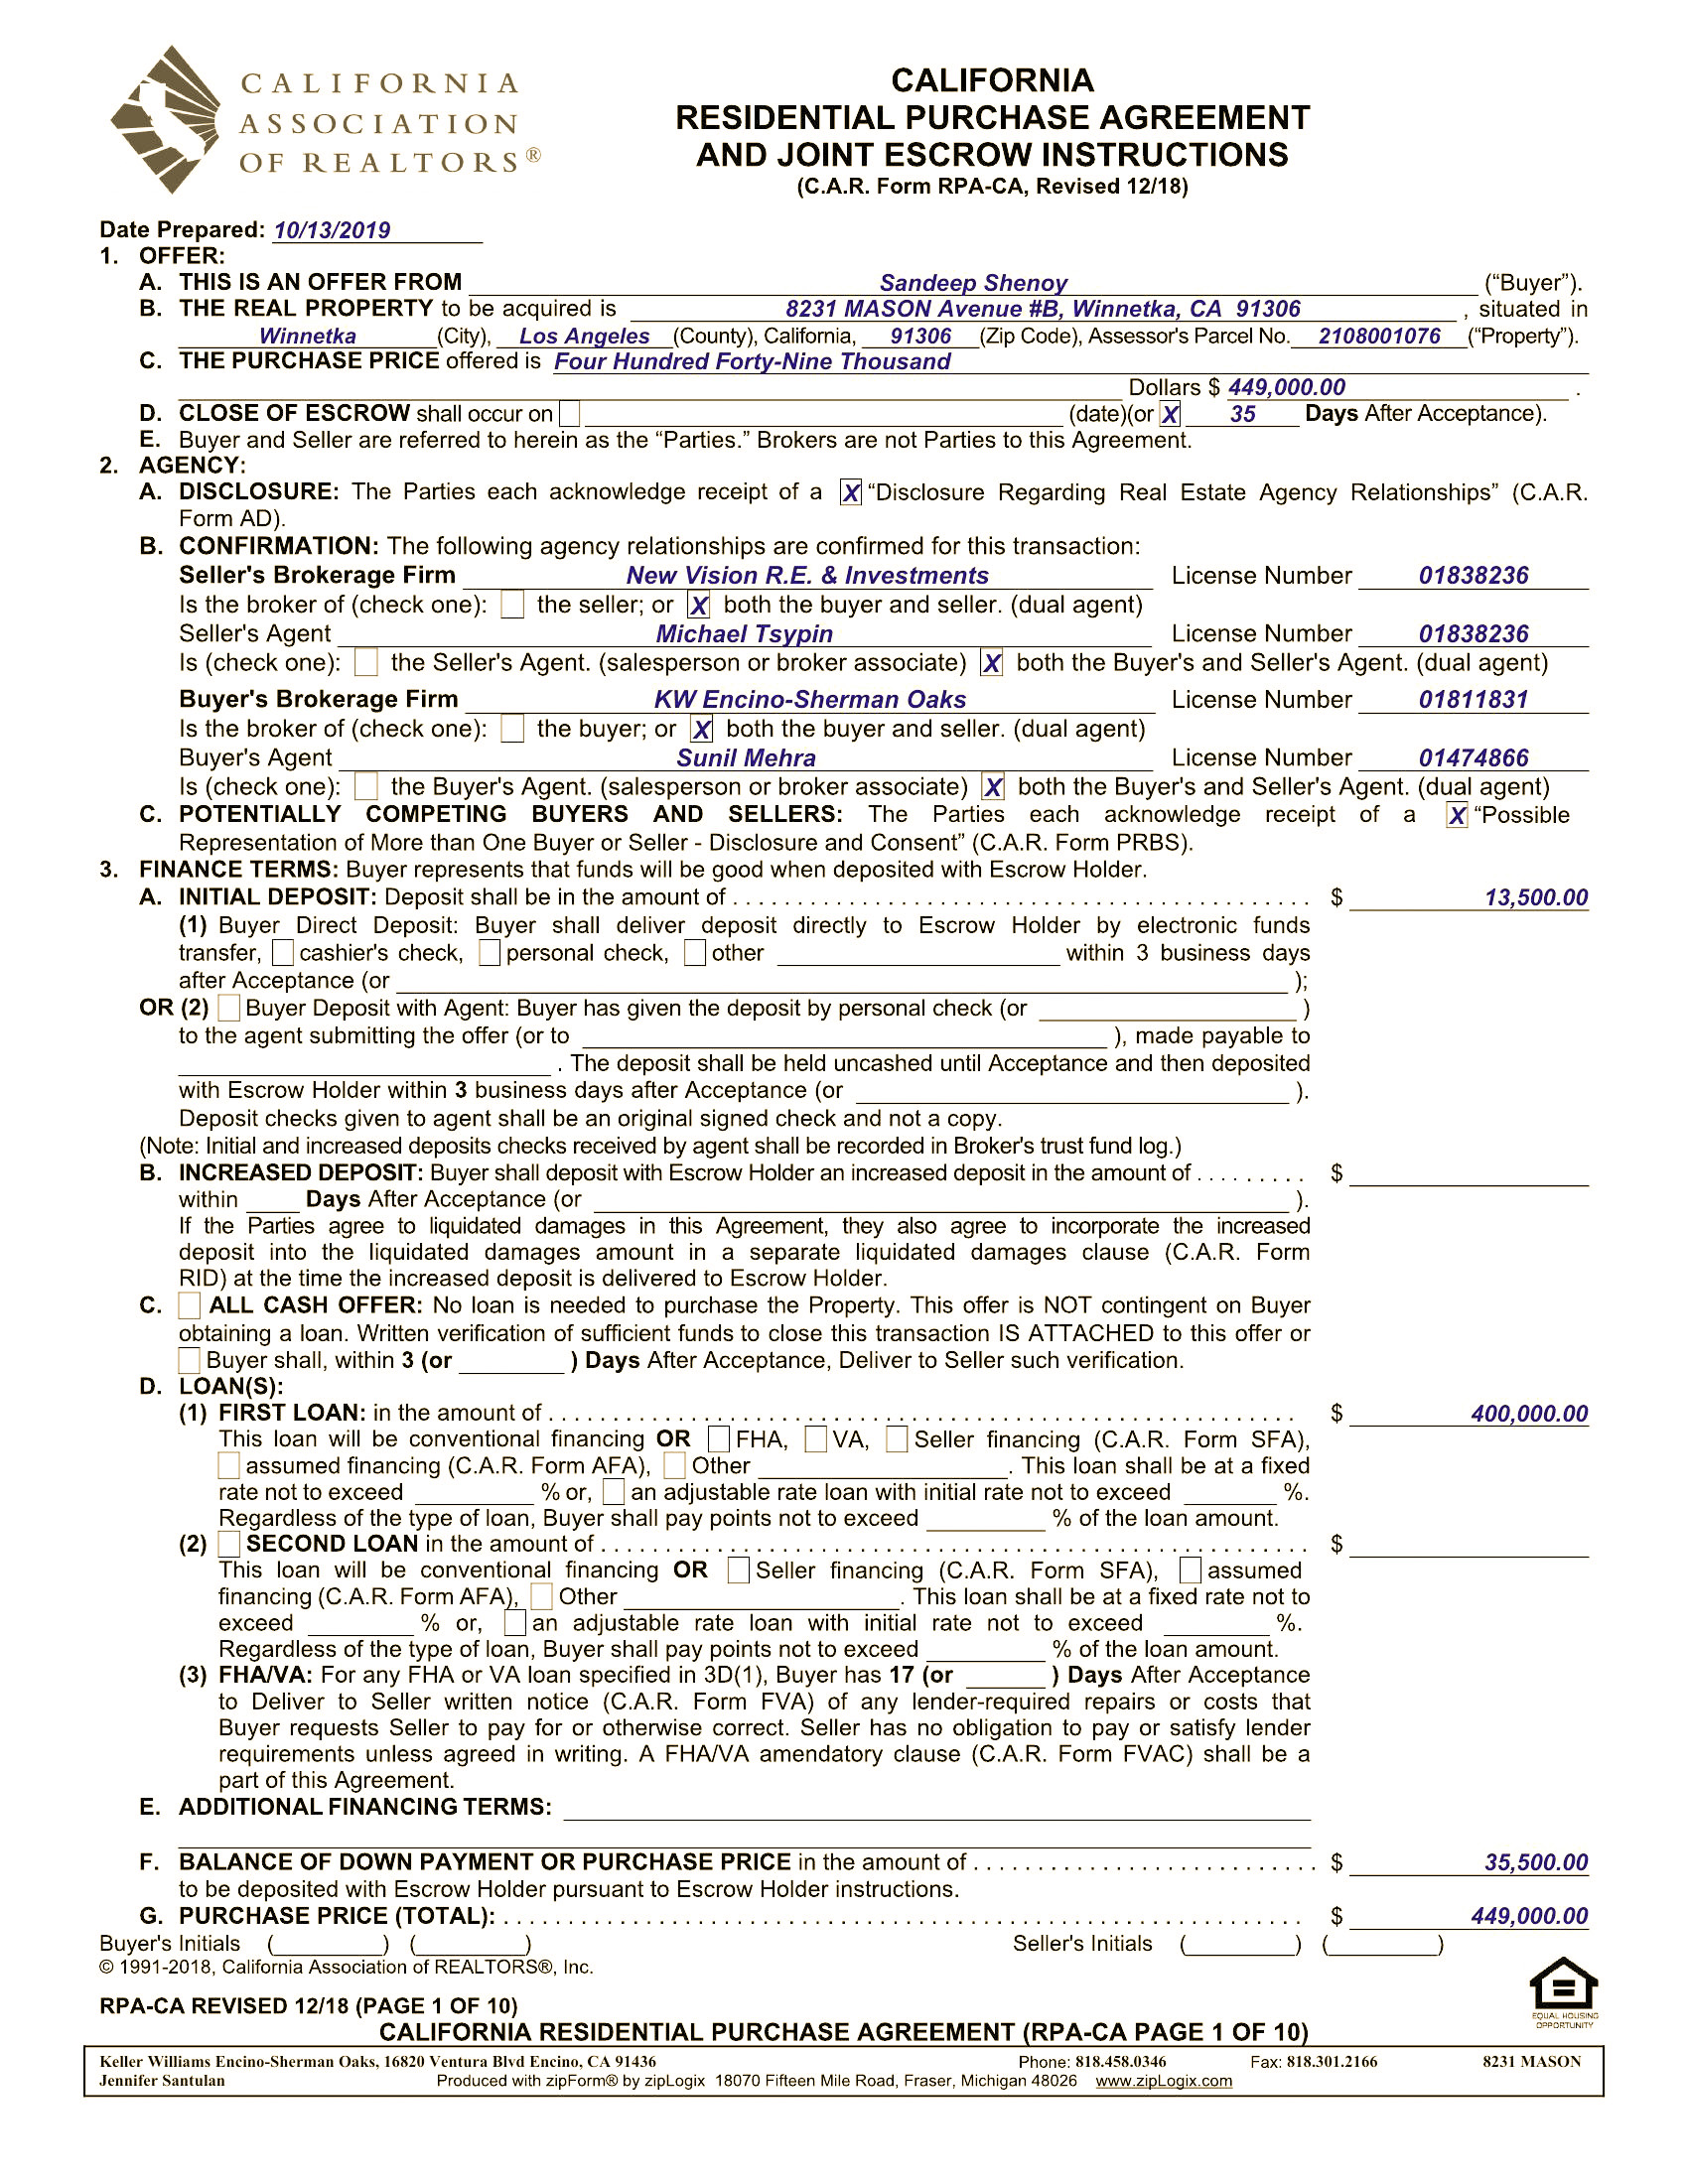 CALIFORNIA
ASSOCIATION
OF REALTORS®
CALIFORNIA
RESIDENTIAL PURCHASE AGREEMENT
AND JOINT ESCROW INSTRUCTIONS
(C.A.R. Form RPA-CA, Revised 12/18)
Date Prepared: 10/13/2019
1. OFFER:
A. THIS IS AN OFFER FROM Sandeep Shenoy (“Buyer”).
B. THE REAL PROPERTY to be acquired is 8231 MASON Avenue #B, Winnetka, CA 91306 , situated in
Winnetka (City), Los Angeles (County), California, 91306 (Zip Code), Assessor's Parcel No. 2108001076 (“Property”).
C. THE PURCHASE PRICE offered is Four Hundred Forty-Nine Thousand
Dollars $ 449,000.00 .
D. CLOSE OF ESCROW shall occur on (date)(or X 35 Days After Acceptance).
E. Buyer and Seller are referred to herein as the “Parties.” Brokers are not Parties to this Agreement.
2. AGENCY:
A. DISCLOSURE: The Parties each acknowledge receipt of a X “Disclosure Regarding Real Estate Agency Relationships” (C.A.R.
Form AD).
B. CONFIRMATION: The following agency relationships are confirmed for this transaction:
Seller's Brokerage Firm New Vision R.E. & Investments License Number 01838236
Is the broker of (check one): the seller; or X both the buyer and seller. (dual agent)
Seller's Agent Michael Tsypin License Number 01838236
Is (check one): the Seller's Agent. (salesperson or broker associate) X both the Buyer's and Seller's Agent. (dual agent)
Buyer's Brokerage Firm KW Encino-Sherman Oaks License Number 01811831
Is the broker of (check one): the buyer; or X both the buyer and seller. (dual agent)
Buyer's Agent Sunil Mehra License Number 01474866
Is (check one): the Buyer's Agent. (salesperson or broker associate) X both the Buyer's and Seller's Agent. (dual agent)
C. POTENTIALLY COMPETING BUYERS AND SELLERS: The Parties each acknowledge receipt of a X “Possible
Representation of More than One Buyer or Seller - Disclosure and Consent” (C.A.R. Form PRBS).
3. FINANCE TERMS: Buyer represents that funds will be good when deposited with Escrow Holder.
A. INITIAL DEPOSIT: Deposit shall be in the amount of . . . . . . . . . . . . . . . . . . . . . . . . . . . . . . $ 13,500.00
(1) Buyer Direct Deposit: Buyer shall deliver deposit directly to Escrow Holder by electronic funds
transfer, cashier's check, personal check, other within 3 business days
after Acceptance (or );
OR (2) Buyer Deposit with Agent: Buyer has given the deposit by personal check (or )
to the agent submitting the offer (or to ), made payable to
. The deposit shall be held uncashed until Acceptance and then deposited
with Escrow Holder within 3 business days after Acceptance (or ).
Deposit checks given to agent shall be an original signed check and not a copy.
(Note: Initial and increased deposits checks received by agent shall be recorded in Broker's trust fund log.)
B. INCREASED DEPOSIT: Buyer shall deposit with Escrow Holder an increased deposit in the amount of . . . . . . . . . $
within Days After Acceptance (or ).
If the Parties agree to liquidated damages in this Agreement, they also agree to incorporate the increased
deposit into the liquidated damages amount in a separate liquidated damages clause (C.A.R. Form
RID) at the time the increased deposit is delivered to Escrow Holder.
C. ALL CASH OFFER: No loan is needed to purchase the Property. This offer is NOT contingent on Buyer
obtaining a loan. Written verification of sufficient funds to close this transaction IS ATTACHED to this offer or
Buyer shall, within 3 (or ) Days After Acceptance, Deliver to Seller such verification.
D. LOAN(S):
(1) FIRST LOAN: in the amount of . . . . . . . . . . . . . . . . . . . . . . . . . . . . . . $ 400,000.00
This loan will be conventional financing OR FHA, VA, Seller financing (C.A.R. Form SFA),
assumed financing (C.A.R. Form AFA), Other . This loan shall be at a fixed
rate not to exceed % or, an adjustable rate loan with initial rate not to exceed %.
Regardless of the type of loan, Buyer shall pay points not to exceed % of the loan amount.
(2) SECOND LOAN in the amount of . . . . . . . . . . . . . . . . . . . . . . . . . . . . . . $
This loan will be conventional financing OR Seller financing (C.A.R. Form SFA), assumed
financing (C.A.R. Form AFA), Other . This loan shall be at a fixed rate not to
exceed % or, an adjustable rate loan with initial rate not to exceed %.
Regardless of the type of loan, Buyer shall pay points not to exceed % of the loan amount.
(3) FHA/VA: For any FHA or VA loan specified in 3D(1), Buyer has 17 (or ) Days After Acceptance
to Deliver to Seller written notice (C.A.R. Form FVA) of any lender-required repairs or costs that
Buyer requests Seller to pay for or otherwise correct. Seller has no obligation to pay or satisfy lender
requirements unless agreed in writing. A FHA/VA amendatory clause (C.A.R. Form FVAC) shall be a
part of this Agreement.
E. ADDITIONAL FINANCING TERMS:
F. BALANCE OF DOWN PAYMENT OR PURCHASE PRICE in the amount of . . . . . . . . . . . . . . . . . . . . . . . . . . . $ 35,500.00
to be deposited with Escrow Holder pursuant to Escrow Holder instructions.
G. PURCHASE PRICE (TOTAL): . . . . . . . . . . . . . . . . . . . . . . . . . . . . . . $ 449,000.00
Buyer's Initials ( ) ( ) Seller's Initials ( ) ( )
© 1991-2018, California Association of REALTORS®, Inc.
EQUAL HOUSING
OPPORTUNITY
RPA-CA REVISED 12/18 (PAGE 1 OF 10)
CALIFORNIA RESIDENTIAL PURCHASE AGREEMENT (RPA-CA PAGE 1 OF 10)
Keller Williams Encino-Sherman Oaks, 16820 Ventura Blvd Encino, CA 91436 Phone: 818.458.0346 Fax: 818.301.2166 8231 MASON
Jennifer Santulan Produced with zipForm® by zipLogix 18070 Fifteen Mile Road, Fraser, Michigan 48026 www.zipLogix.com